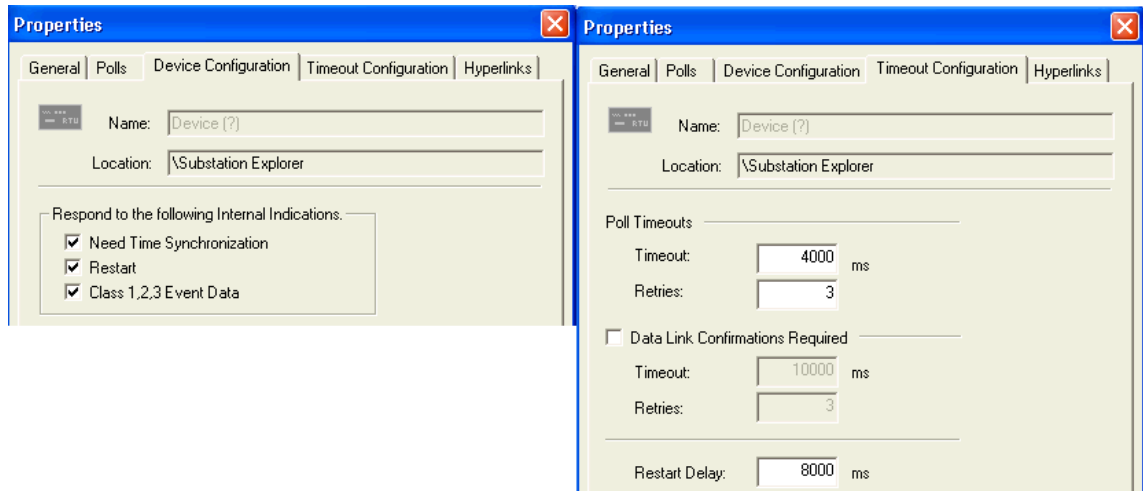 Properties
General Polls Device Configuration Timeout Configuration Hyperlinks
RTU
Name: Device (?)
Location: \Substation Explorer
Respond to the following Internal Indications.
Need Time Synchronization
Restart
Class 1,2,3 Event Data
Properties
General Polls Device Configuration Timeout Configuration Hyperlinks
RTU
Name: Device (?)
Location: \Substation Explorer
Poll Timeouts
Timeout: 4000 ms
Retries: 3
Data Link Confirmations Required
Timeout: 10000 ms
Retries: 3
Restart Delay: 8000 ms